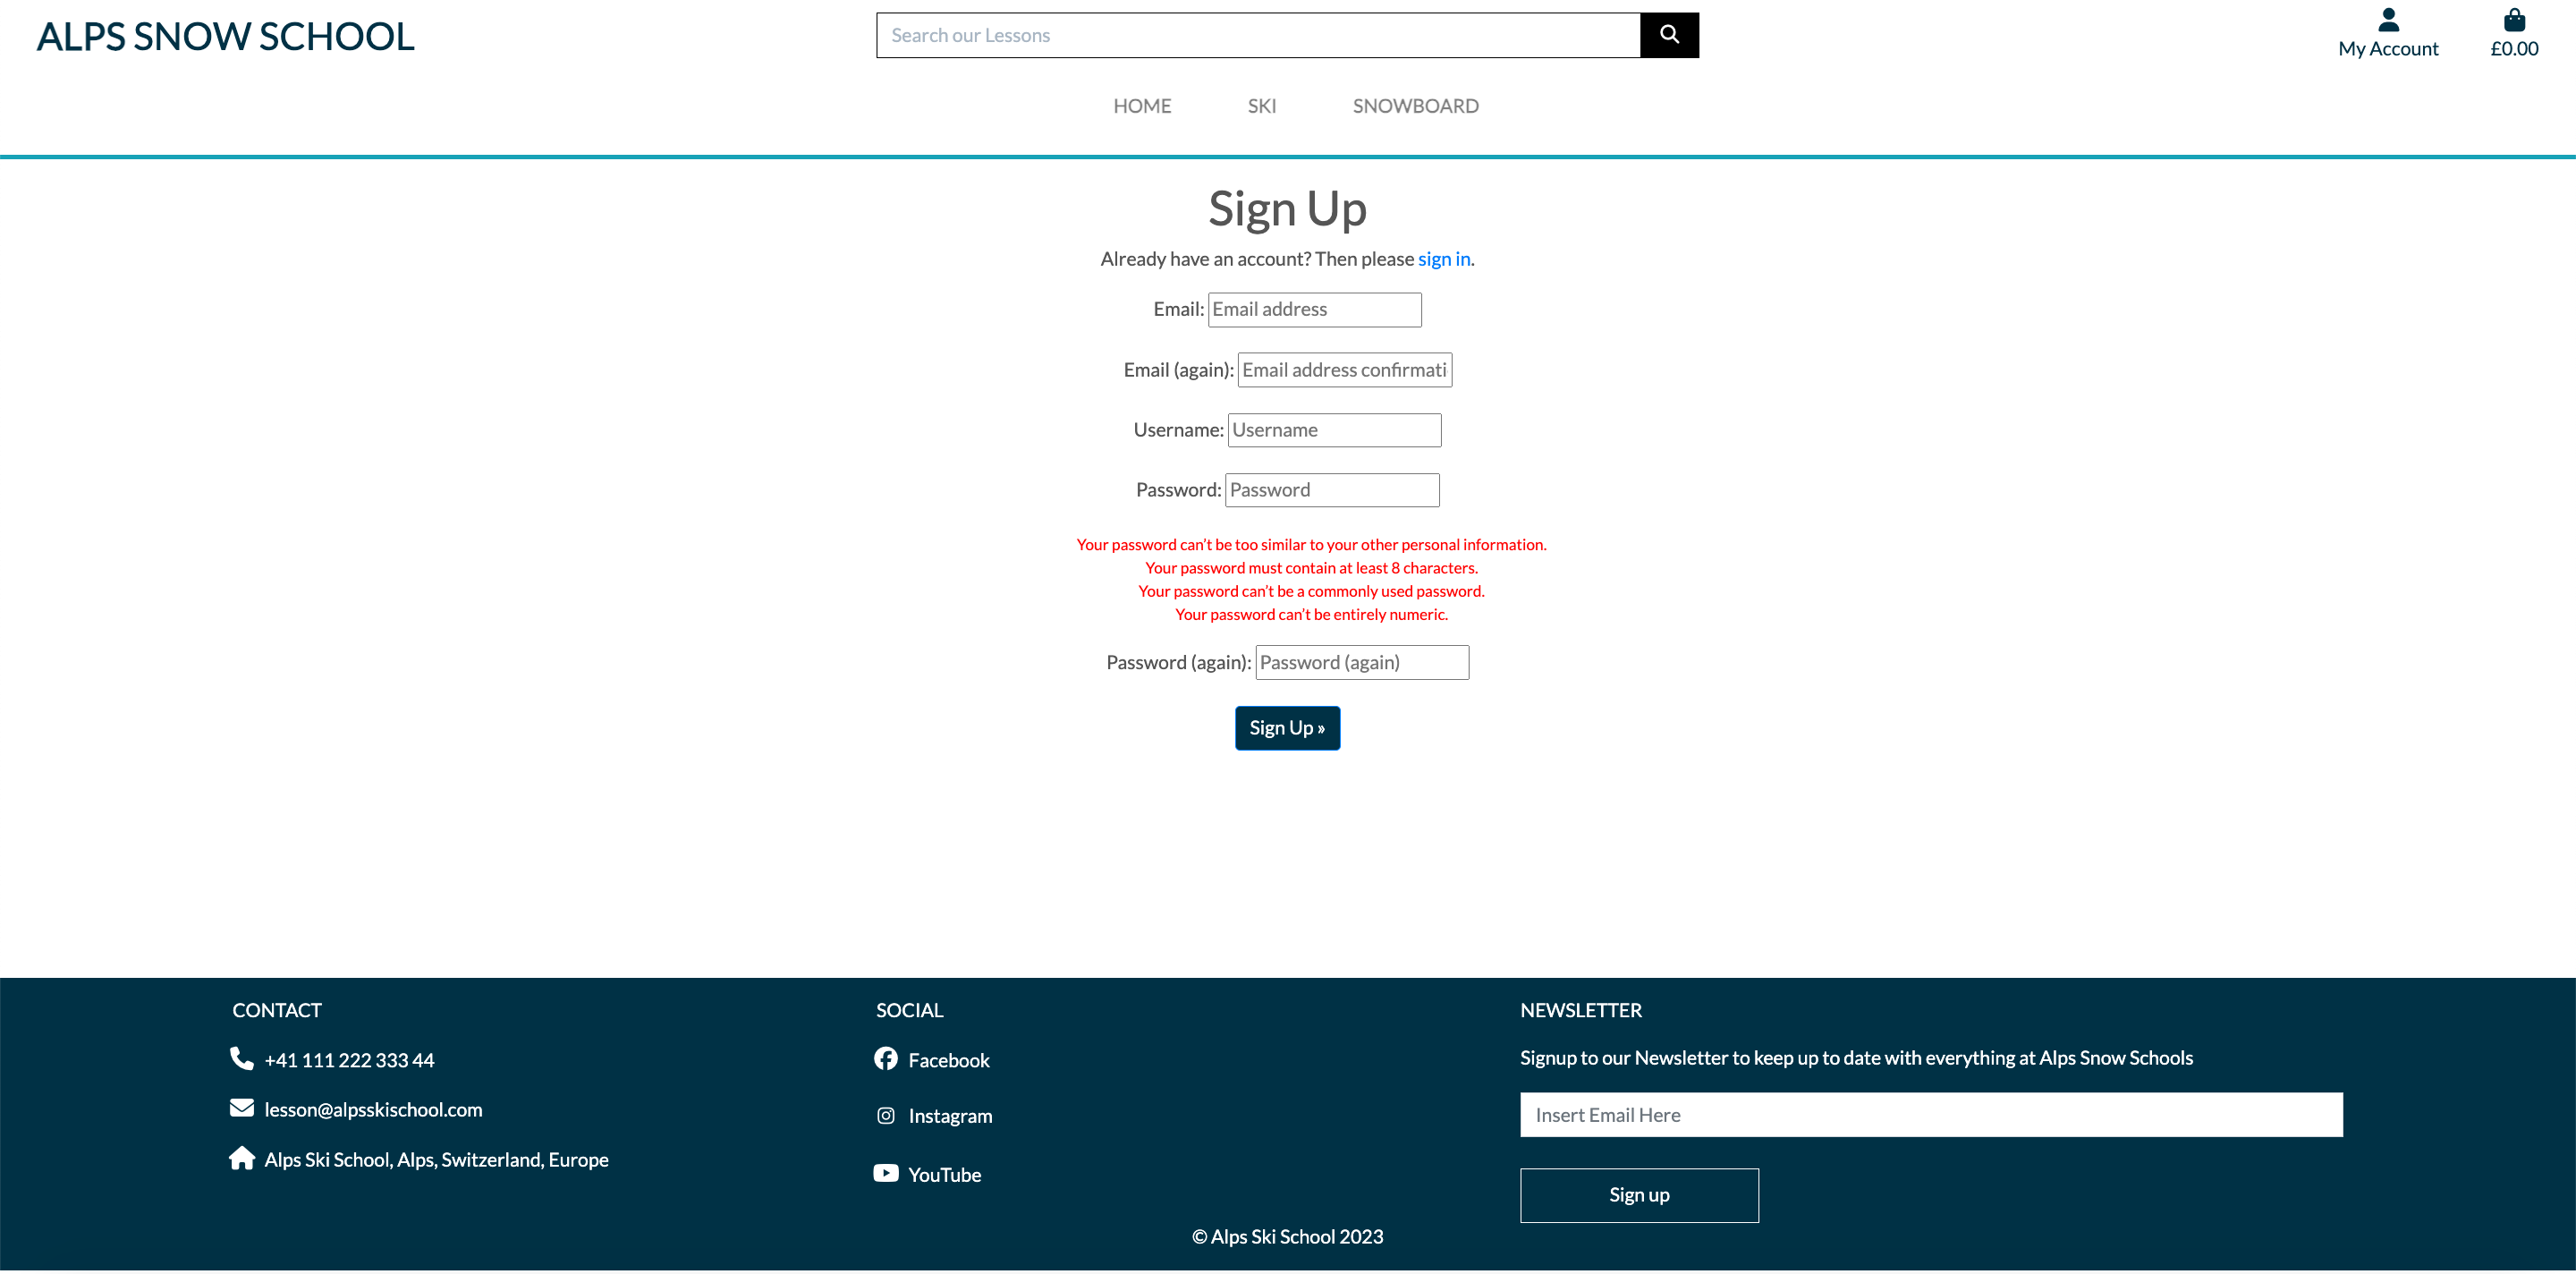 ALPS SNOW SCHOOL
Search our Lessons
My Account
£0.00
HOME
SKI
SNOWBOARD
Sign Up
Already have an account? Then please sign in.
Email: Email address
Email (again): Email address confirmati
Username: Username
Password: Password
Your password can’t be too similar to your other personal information.
Your password must contain at least 8 characters.
Your password can’t be a commonly used password.
Your password can’t be entirely numeric.
Password (again): Password (again)
Sign Up »
CONTACT
+41 111 222 333 44
lesson@alpsskischool.com
Alps Ski School, Alps, Switzerland, Europe
SOCIAL
Facebook
Instagram
YouTube
NEWSLETTER
Signup to our Newsletter to keep up to date with everything at Alps Snow Schools
Insert Email Here
Sign up
© Alps Ski School 2023